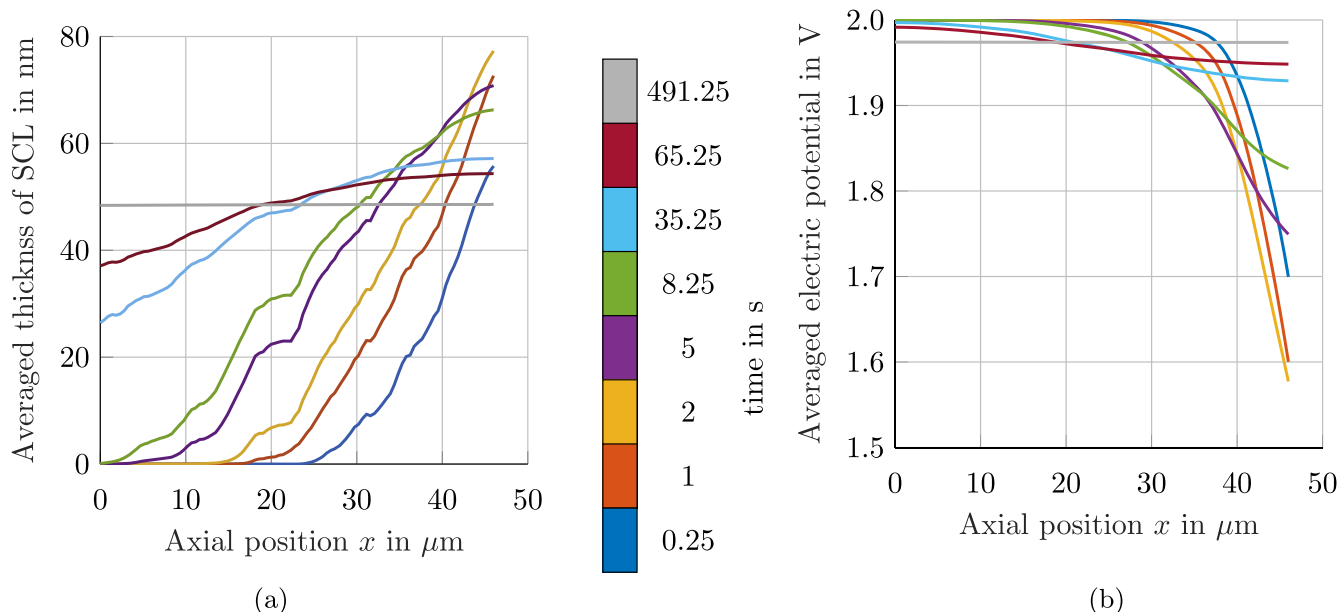 80
60
40
20
0
0 10 20 30 40 50
Averaged thicknss of SCL in nm
Axial position x in μm
(a)
491.25
65.25
35.25
8.25
5
2
1
0.25
time in s
2.0
1.9
1.8
1.7
1.6
1.5
0 10 20 30 40 50
Averaged electric potential in V
Axial position x in μm
(b)